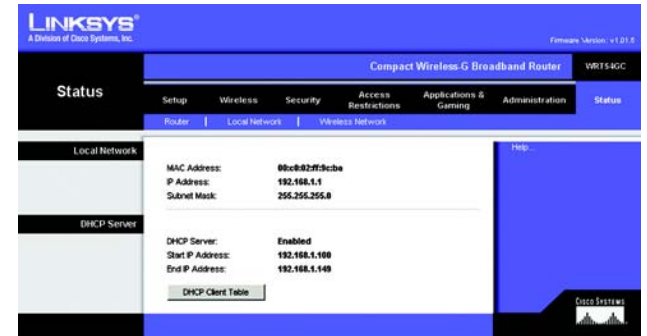 LINKSYS®
A Division of Cisco Systems, Inc.
Firmware Version: v1.01.5
Compact Wireless-G Broadband Router WRT54GC
Status
Setup Wireless Security Access Restrictions Applications & Gaming Administration Status
Router | Local Network | Wireless Network
Local Network
Help...
MAC Address: 00:c0:02:ff:9c:ba
IP Address: 192.168.1.1
Subnet Mask: 255.255.255.0
DHCP Server
DHCP Server: Enabled
Start IP Address: 192.168.1.100
End IP Address: 192.168.1.149
DHCP Client Table
CISCO SYSTEMS